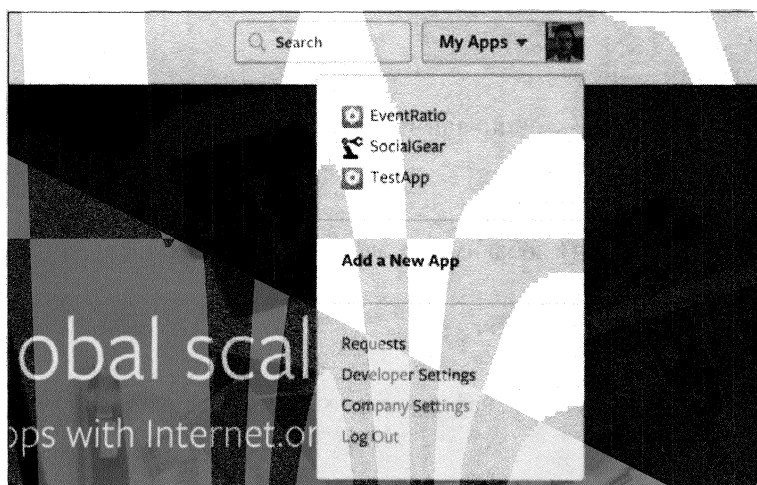 Search
My Apps
EventRatio
SocialGear
TestApp
Add a New App
obal scal
Requests
Developer Settings
Company Settings
ops with Internet.or
Log Out